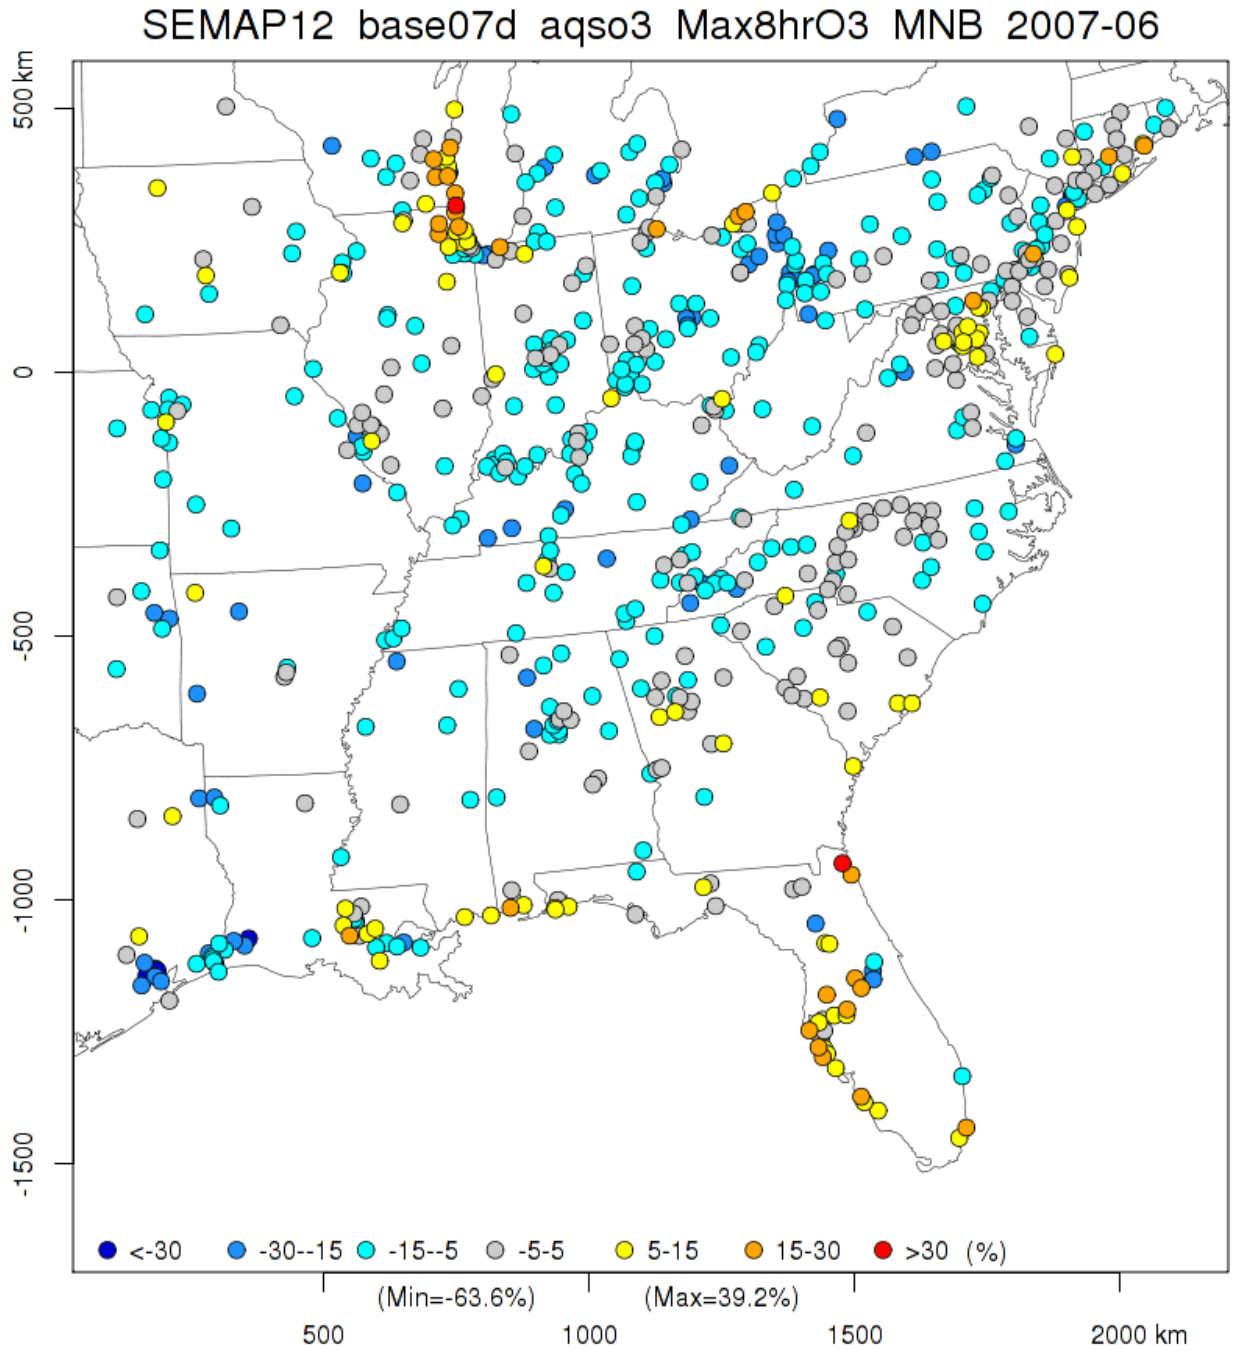 SEMAP12 base07d aqso3 Max8hrO3 MNB 2007-06
500 km
0
-500
-1000
-1500
<-30 -30--15 -15--5 -5-5 5-15 15-30 >30 (%)
(Min=-63.6%) (Max=39.2%)
500 1000 1500 2000 km